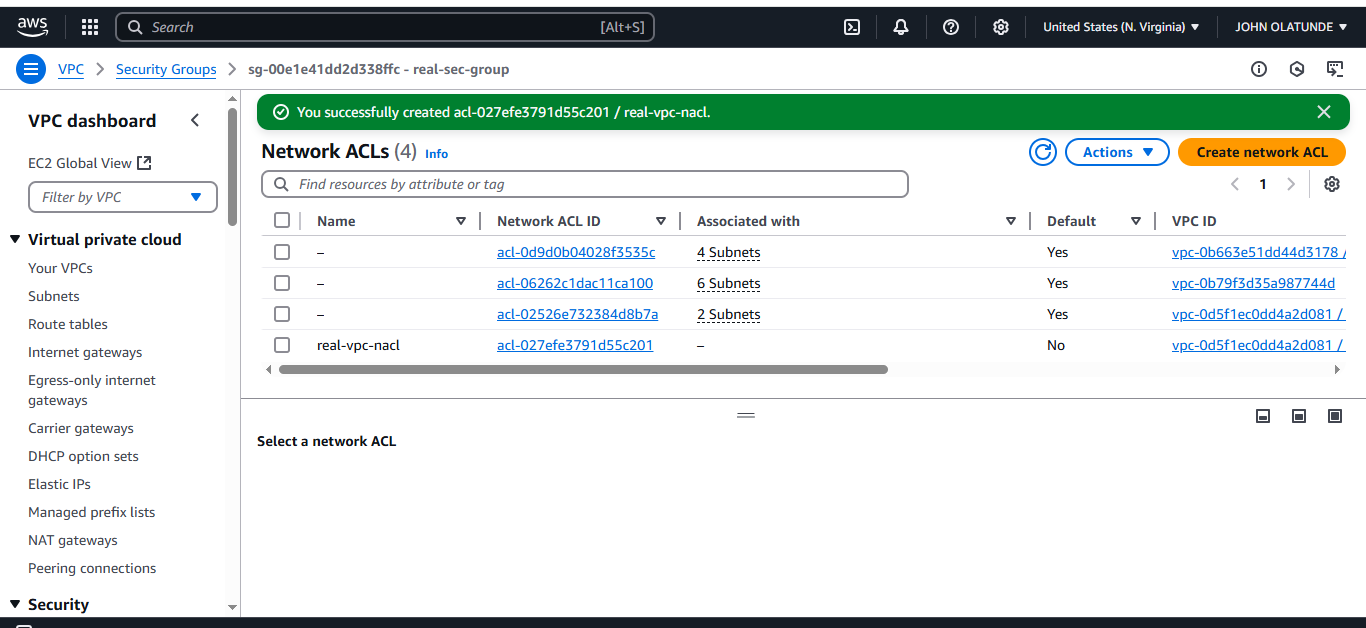 aws
Search [Alt+S]
United States (N. Virginia)
JOHN OLATUNDE
VPC
Security Groups
sg-00e1e41dd2d338ffc - real-sec-group
VPC dashboard
EC2 Global View
Filter by VPC
Virtual private cloud
Your VPCs
Subnets
Route tables
Internet gateways
Egress-only internet
gateways
Carrier gateways
DHCP option sets
Elastic IPs
Managed prefix lists
NAT gateways
Peering connections
Security
You successfully created acl-027efe3791d55c201 / real-vpc-nacl.
Network ACLs (4) Info
Actions
Create network ACL
Find resources by attribute or tag
1
Name Network ACL ID Associated with Default VPC ID
– acl-0d9d0b04028f3535c 4 Subnets Yes vpc-0b663e51dd44d3178 /
– acl-06262c1dac11ca100 6 Subnets Yes vpc-0b79f3d35a987744d
– acl-02526e732384d8b7a 2 Subnets Yes vpc-0d5f1ec0dd4a2d081 /
real-vpc-nacl acl-027efe3791d55c201 – No vpc-0d5f1ec0dd4a2d081 /
Select a network ACL